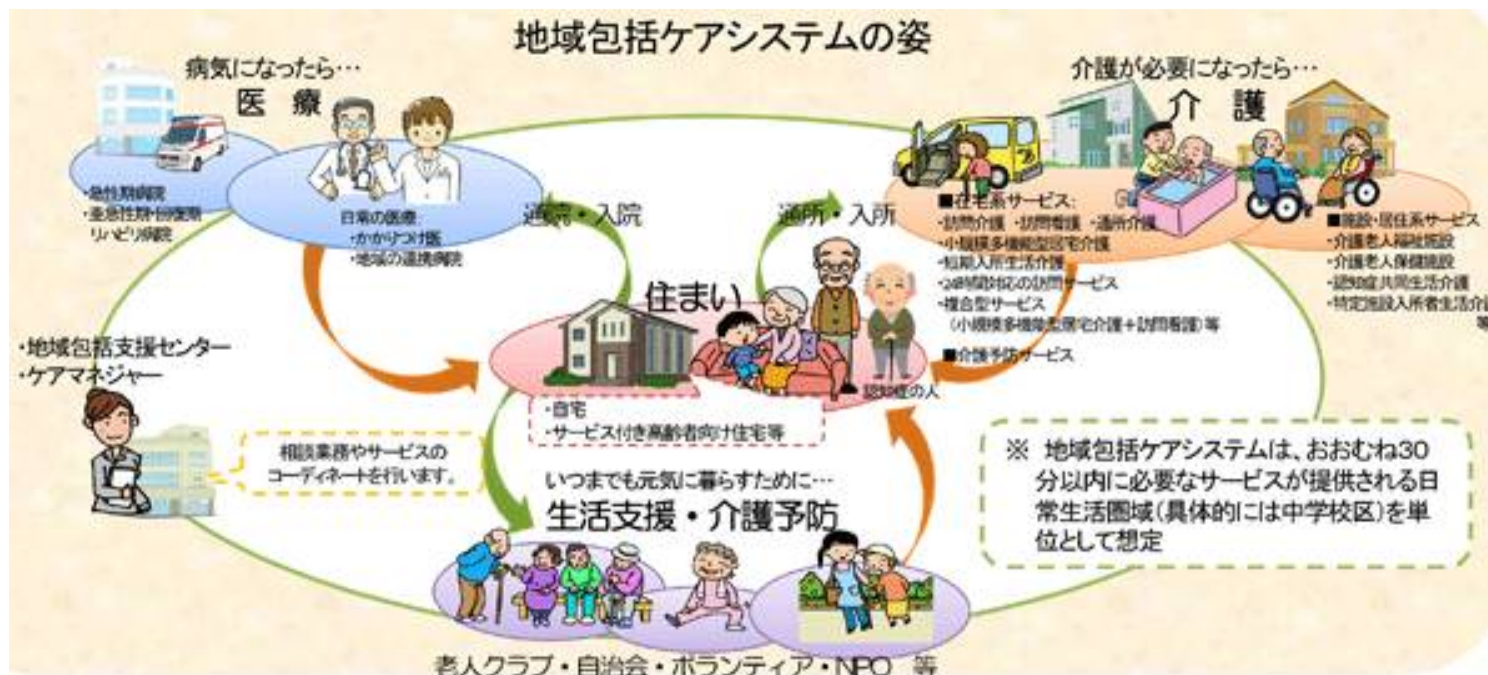 地域包括ケアシステムの姿
病気になったら…
医 療
・急性期病院
・亜急性期・回復期
リハビリ病院
日常の医療:
・かかりつけ医
・地域の連携病院
通院・入院
通所・入所
介護が必要になったら…
介 護
■在宅系サービス:
・訪問介護 ・訪問看護 ・通所介護
・小規模多機能型居宅介護
・短期入所生活介護
・24時間対応の訪問サービス
・複合型サービス
(小規模多機能型居宅介護+訪問看護)等
■介護予防サービス
■施設・居住系サービス
・介護老人福祉施設
・介護老人保健施設
・認知症共同生活介護
・特定施設入所者生活介護
等
住まい
認知症の人
・自宅
・サービス付き高齢者向け住宅等
・地域包括支援センター
・ケアマネジャー
相談業務やサービスの
コーディネートを行います。
いつまでも元気に暮らすために…
生活支援・介護予防
老人クラブ・自治会・ボランティア・NPO 等
※ 地域包括ケアシステムは、おおむね30
分以内に必要なサービスが提供される日
常生活圏域(具体的には中学校区)を単
位として想定